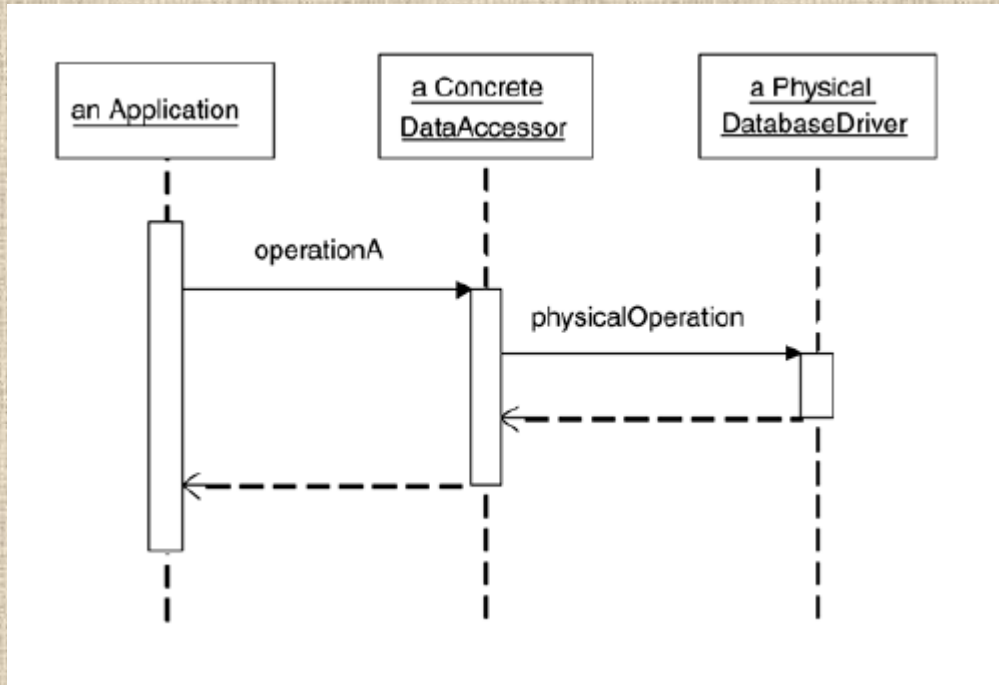 an Application
a Concrete
DataAccessor
a Physical
DatabaseDriver
operationA
physicalOperation